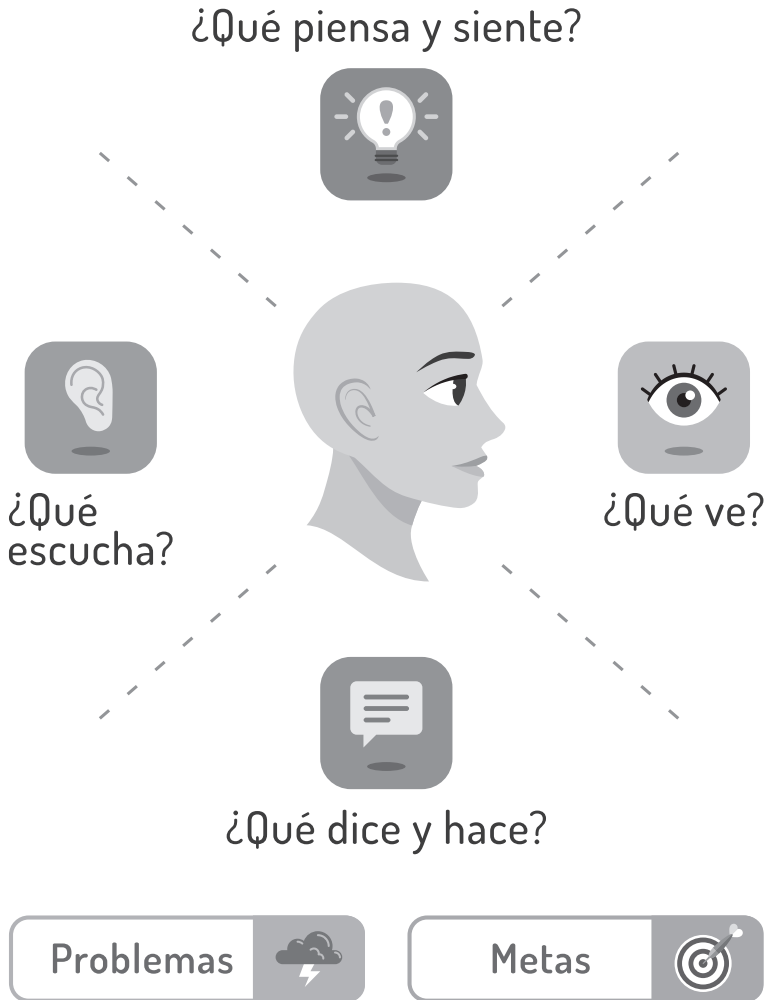 ¿Qué piensa y siente?
¿Qué
escucha?
¿Qué ve?
¿Qué dice y hace?
Problemas
Metas